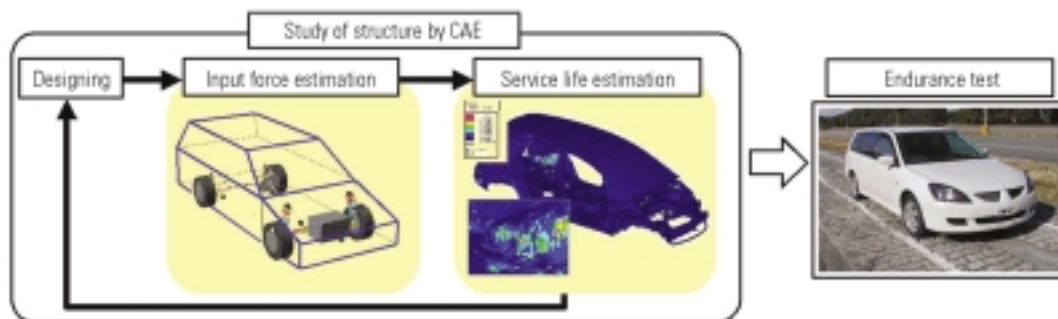 Study of structure by CAE
Designing
Input force estimation
Service life estimation
Endurance test